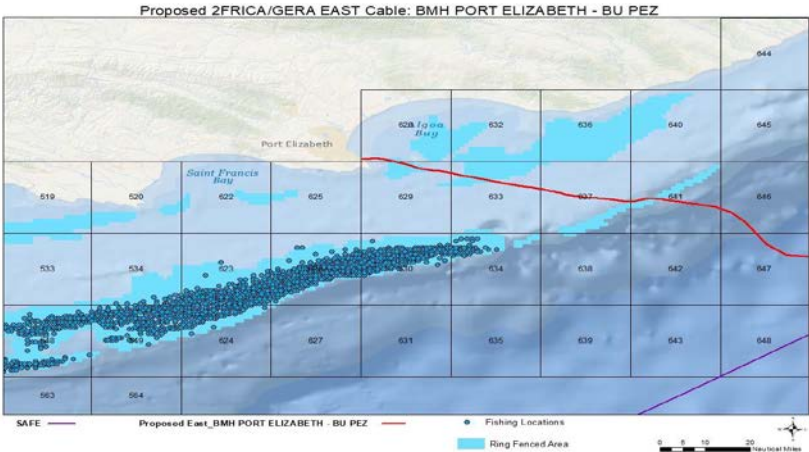 Proposed 2FRICA/GERA EAST Cable: BMH PORT ELIZABETH - BU PEZ
644
628 632 636 640 645
Algoa
Bay
Port Elizabeth
Saint Francis
Bay
519 520 622 625 629 633 637 641 646
533 534 623 630 634 638 642 647
624 627 631 639 643 648
563 564
SAFE Proposed East_BMH PORT ELIZABETH - BU PEZ Fishing Locations
Ring Fenced Area
0 5 10 20
Nautical Miles